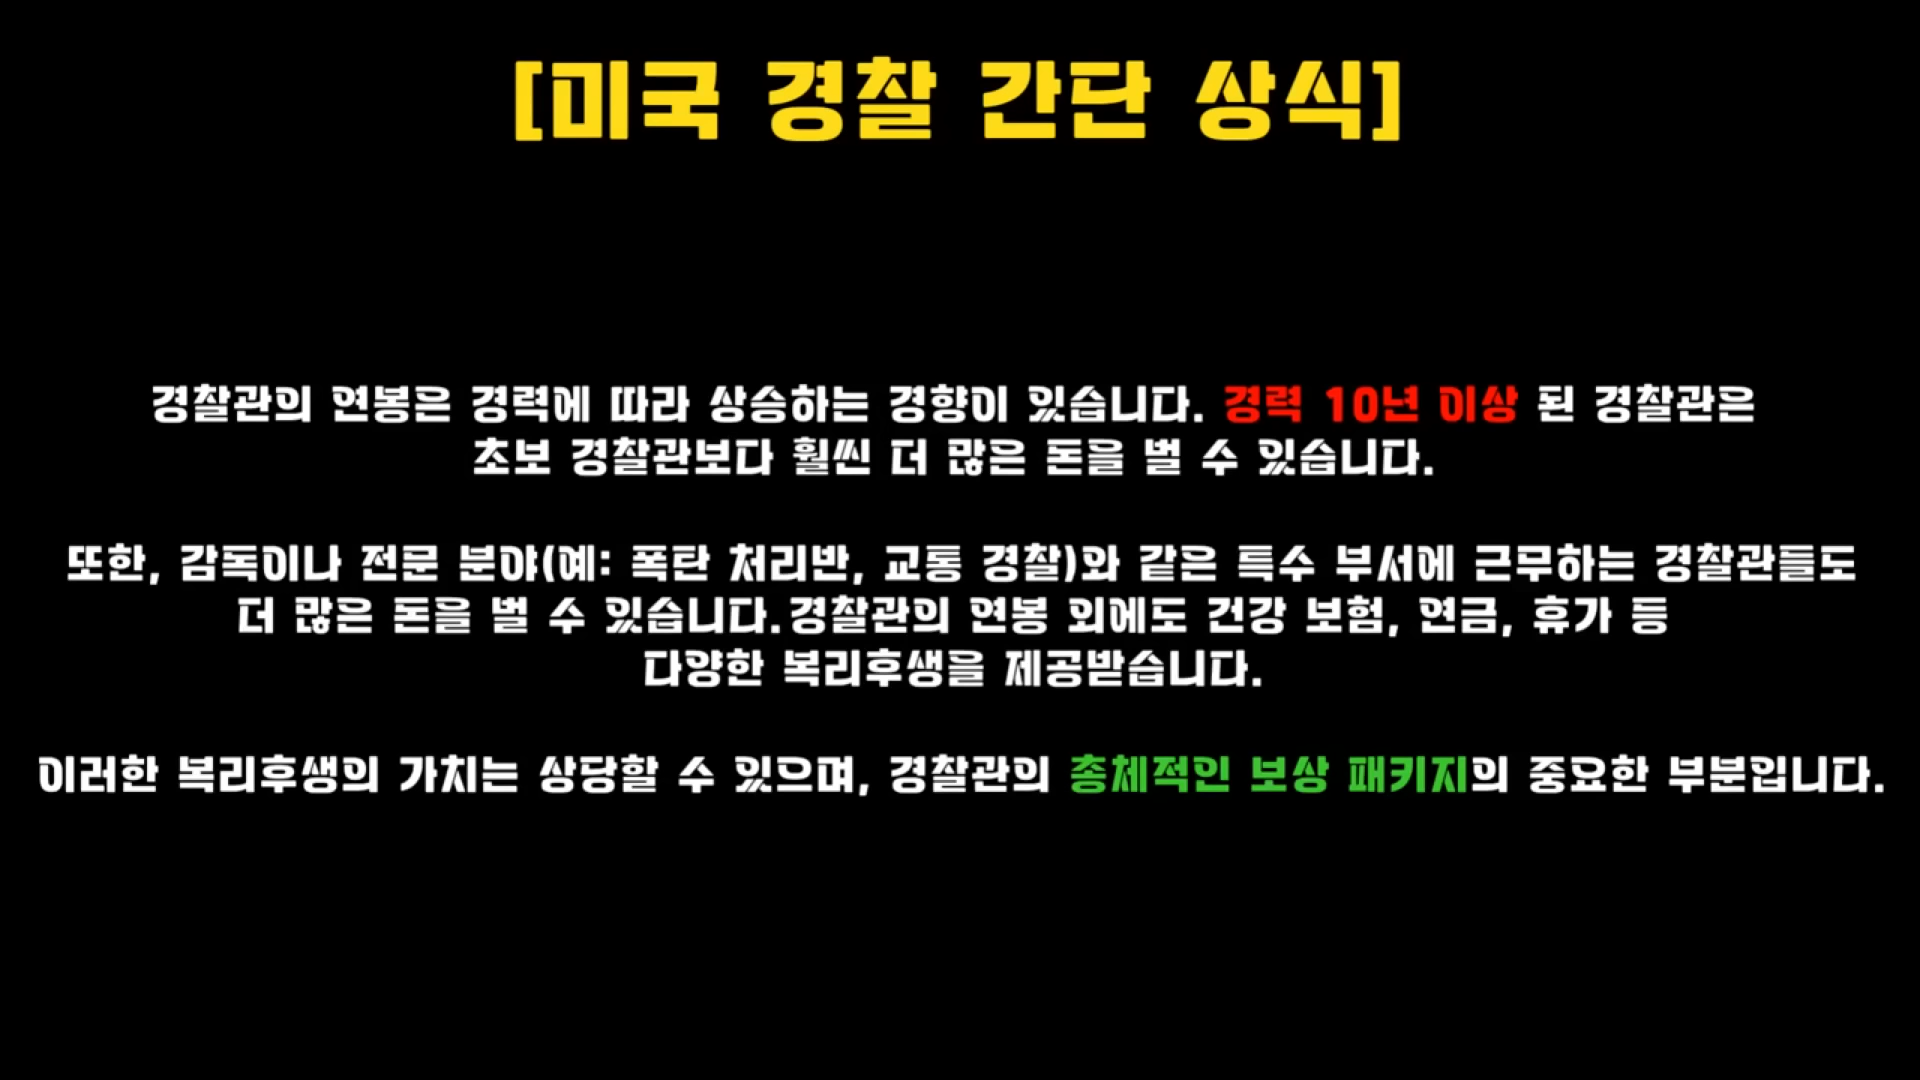 [미국 경찰 간단 상식]
경찰관의 연봉은 경력에 따라 상승하는 경향이 있습니다. 경력 10년 이상 된 경찰관은
초보 경찰관보다 훨씬 더 많은 돈을 벌 수 있습니다.
또한, 감독이나 전문 분야(예: 폭탄 처리반, 교통 경찰)와 같은 특수 부서에 근무하는 경찰관들도
더 많은 돈을 벌 수 있습니다.경찰관의 연봉 외에도 건강 보험, 연금, 휴가 등
다양한 복리후생을 제공받습니다.
이러한 복리후생의 가치는 상당할 수 있으며, 경찰관의 총체적인 보상 패키지의 중요한 부분입니다.